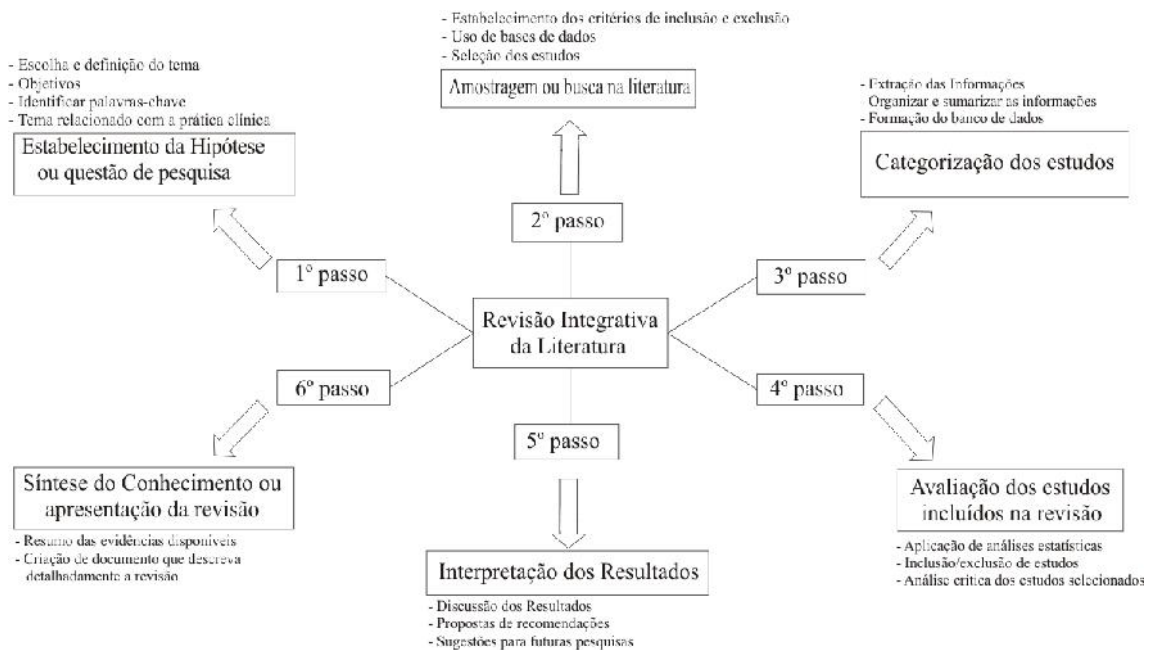 - Estabelecimento dos critérios de inclusão e exclusão
- Uso de bases de dados
- Seleção dos estudos
Amostragem ou busca na literatura
- Escolha e definição do tema
- Objetivos
- Identificar palavras-chave
- Tema relacionado com a prática clínica
Estabelecimento da Hipótese
ou questão de pesquisa
- Extração das Informações
- Organizar e sumarizar as informações
- Formação do banco de dados
Categorização dos estudos
2º passo
1º passo
3º passo
Revisão Integrativa
da Literatura
6º passo
4º passo
5º passo
Síntese do Conhecimento ou
apresentação da revisão
- Resumo das evidências disponíveis
- Criação de documento que descreva
detalhadamente a revisão
Interpretação dos Resultados
- Discussão dos Resultados
- Propostas de recomendações
- Sugestões para futuras pesquisas
Avaliação dos estudos
incluídos na revisão
- Aplicação de análises estatísticas
- Inclusão/exclusão de estudos
- Análise critica dos estudos selecionados